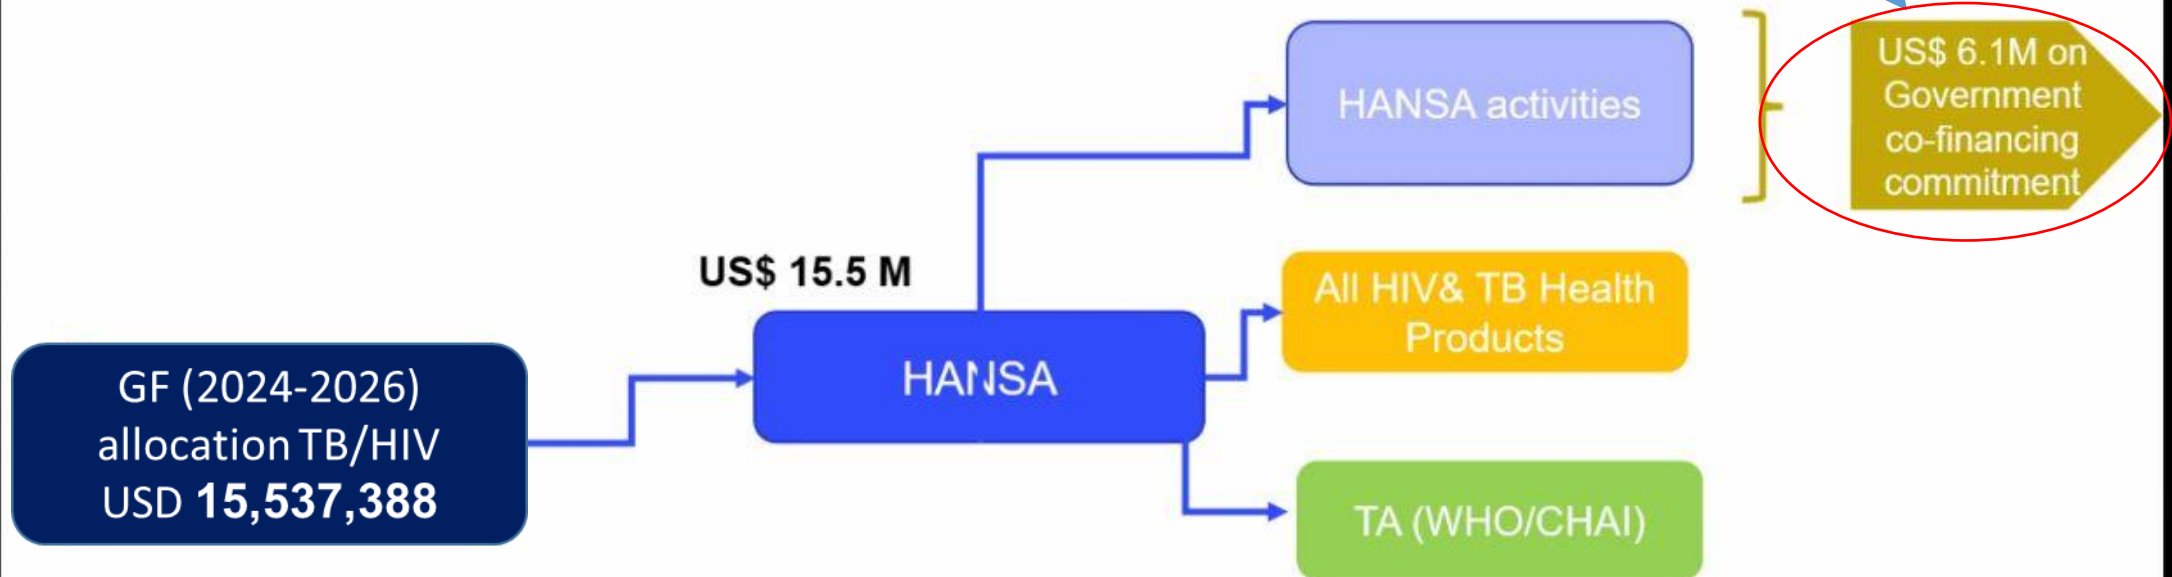 GF (2024-2026)
allocation TB/HIV
USD 15,537,388
US$ 15.5 M
HANSA
HANSA activities
All HIV& TB Health
Products
TA (WHO/CHAI)
US$ 6.1M on
Government
co-financing
commitment